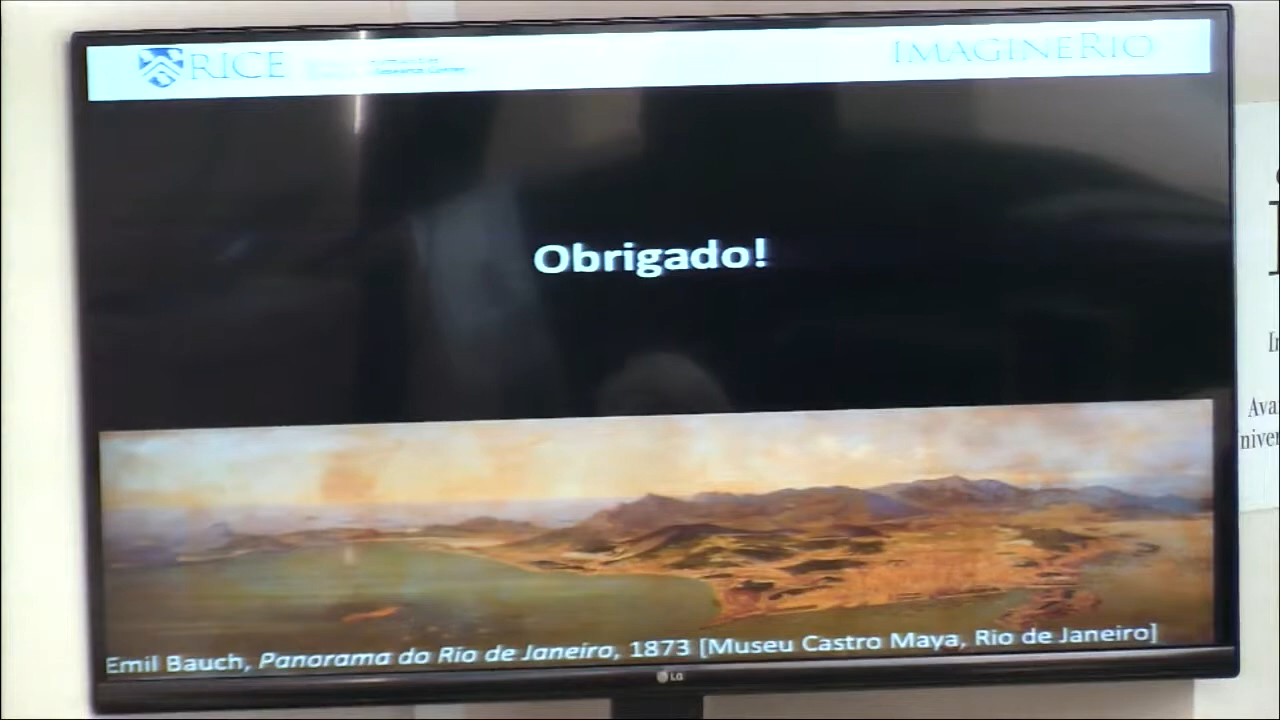 RICE
IMAGINERIO
Obrigado!
Emil Bauch, Panorama do Rio de Janeiro, 1873 [Museu Castro Maya, Rio de Janeiro]
LG